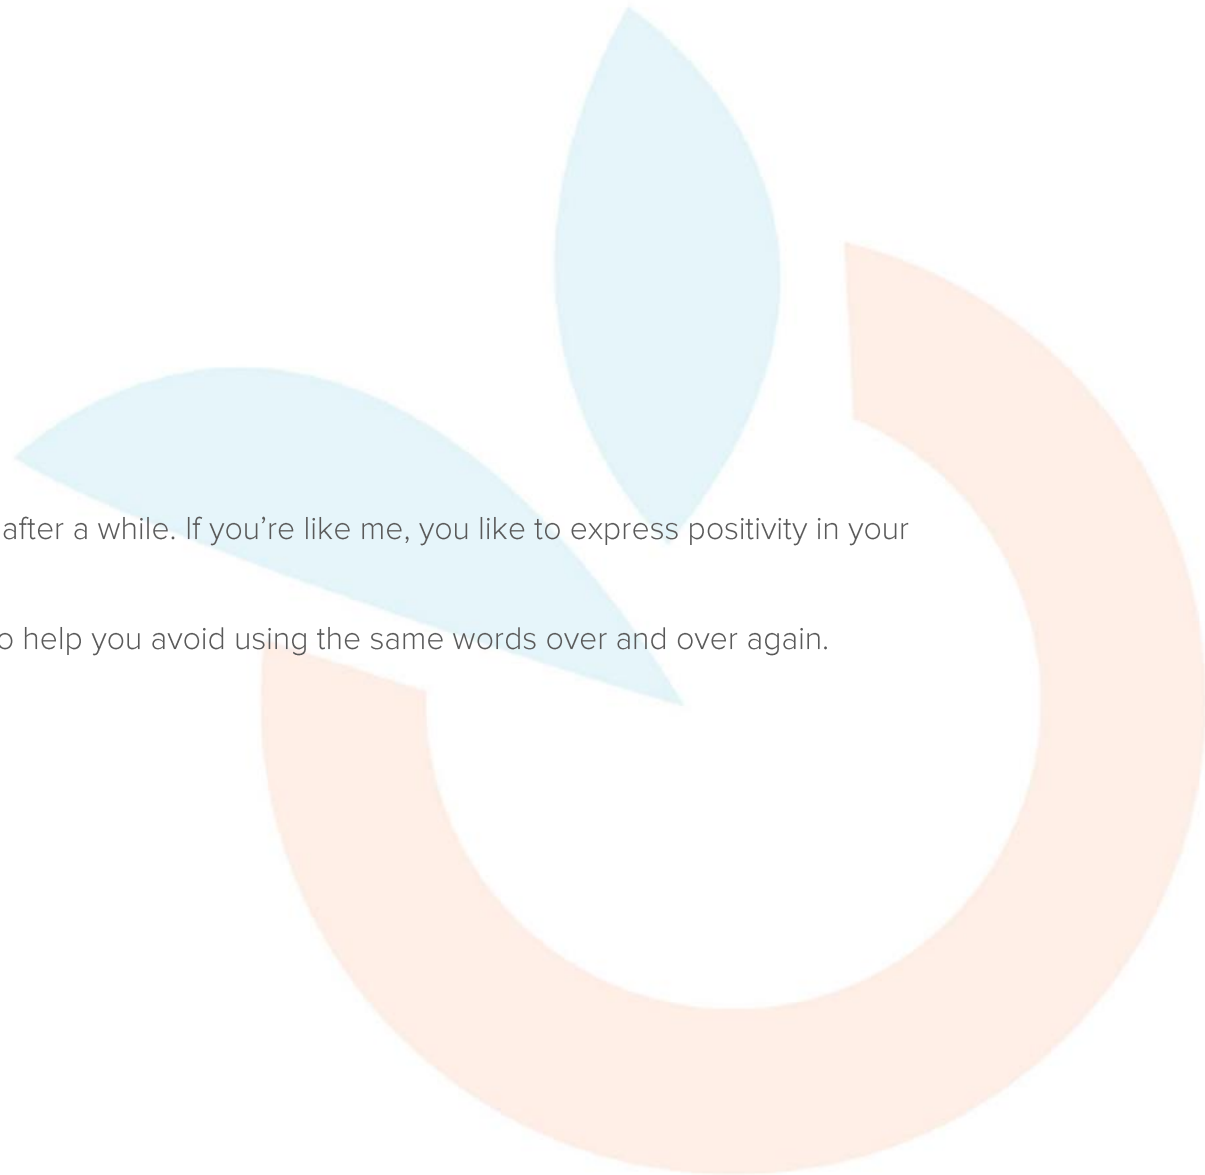 after a while. If you’re like me, you like to express positivity in your
help you avoid using the same words over and over again.